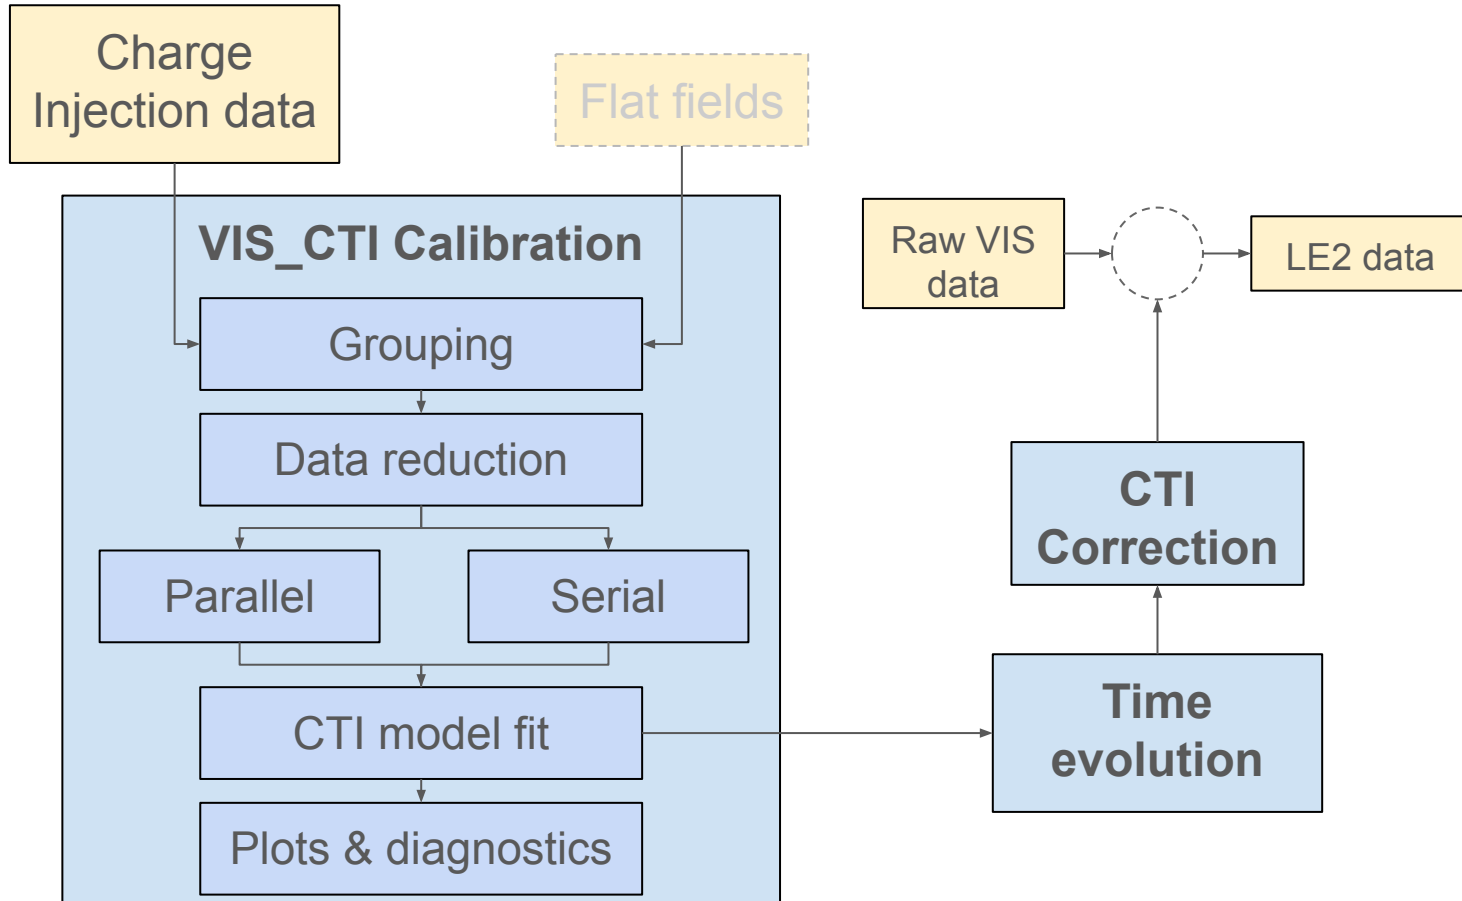 Charge
Injection data
Flat fields
VIS_CTI Calibration
Grouping
Data reduction
Parallel
Serial
CTI model fit
Plots & diagnostics
Raw VIS
data
LE2 data
CTI
Correction
Time
evolution